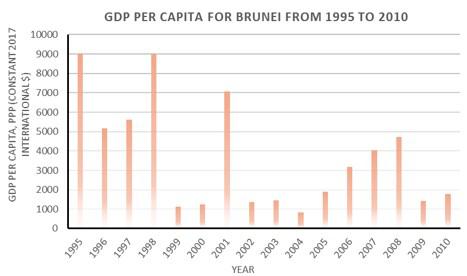 GDP PER CAPITA FOR BRUNEI FROM 1995 TO 2010
GDP PER CAPITA, PPP (CONSTANT 2017
INTERNATIONAL$)
10000
9000
8000
7000
6000
5000
4000
3000
2000
1000
0
1995 1996 1997 1998 1999 2000 2001 2002 2003 2004 2005 2006 2007 2008 2009 2010
YEAR